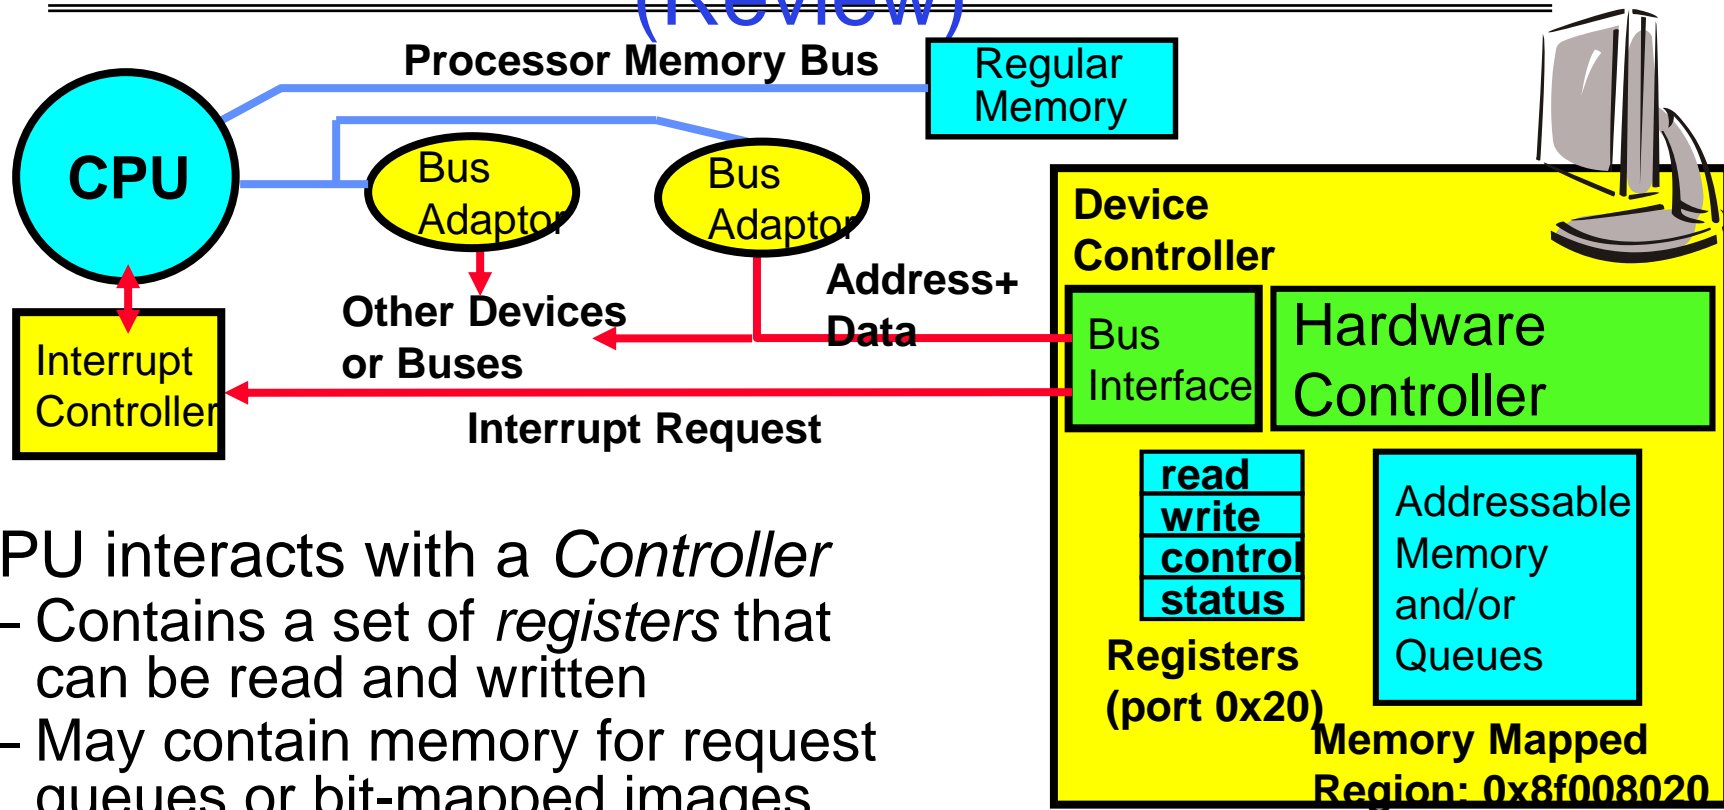 (Review)
Processor Memory Bus
Regular
Memory
CPU
Bus
Adaptor
Bus
Adaptor
Device
Controller
Address+
Data
Other Devices
or Buses
Interrupt
Controller
Interrupt Request
Bus
Interface
Hardware
Controller
read
write
control
status
Registers
(port 0x20)
Addressable
Memory
and/or
Queues
Memory Mapped
Region: 0x8f008020
PU interacts with a Controller
– Contains a set of registers that
can be read and written
– May contain memory for request
queues or bit-mapped images